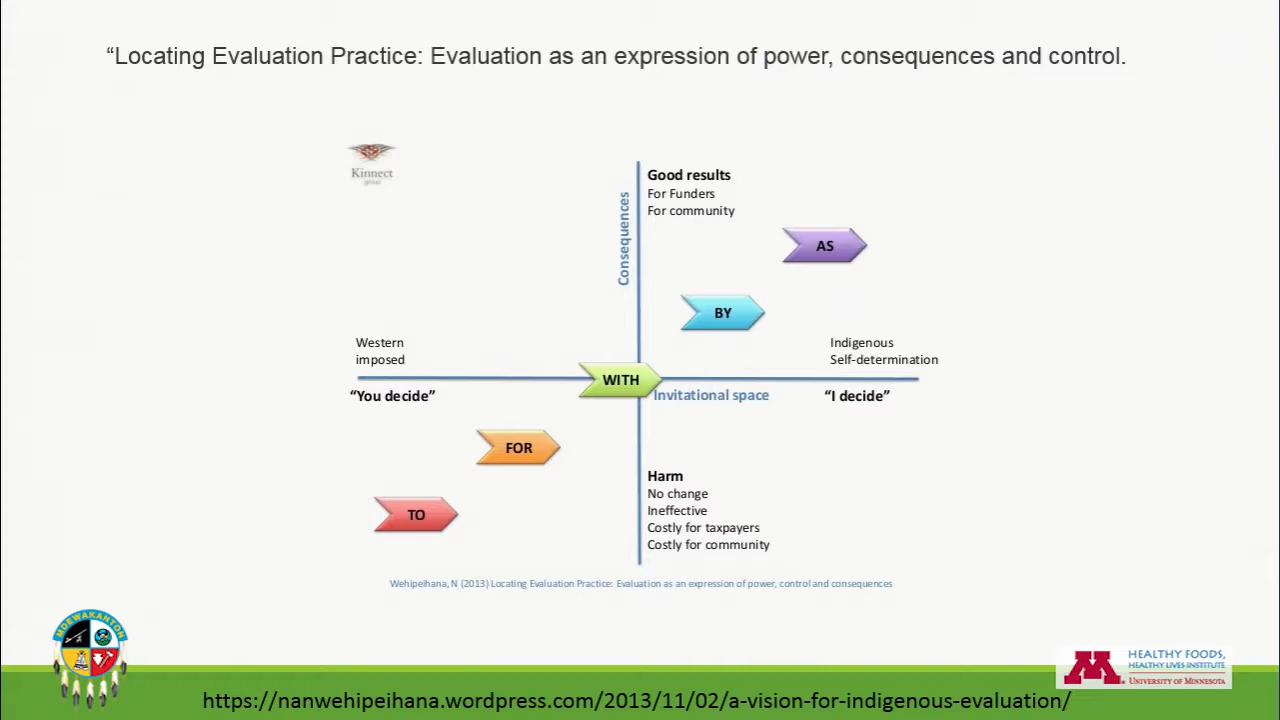 “Locating Evaluation Practice: Evaluation as an expression of power, consequences and control.
Kinnect
group
Consequences
Good results
For Funders
For community
AS
BY
Western
imposed
Indigenous
Self-determination
WITH
“You decide”
Invitational space
“I decide”
FOR
Harm
No change
Ineffective
Costly for taxpayers
Costly for community
TO
Wehipeihana, N (2013) Locating Evaluation Practice: Evaluation as an expression of power, control and consequences
MDEWAKANTON
M
HEALTHY FOODS,
HEALTHY LIVES INSTITUTE
UNIVERSITY OF MINNESOTA
https://nanwehipeihana.wordpress.com/2013/11/02/a-vision-for-indigenous-evaluation/